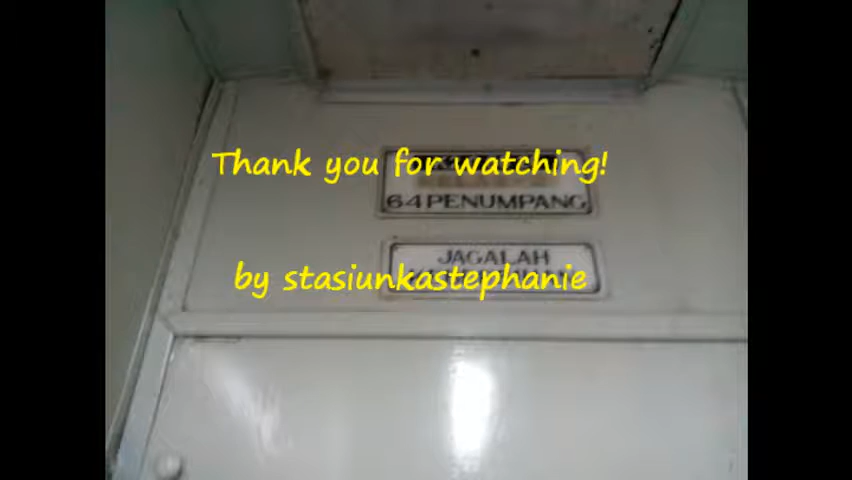 Thank you for watching!
64 PENUMPANG
JAGALAH
by stasiunkastephanie